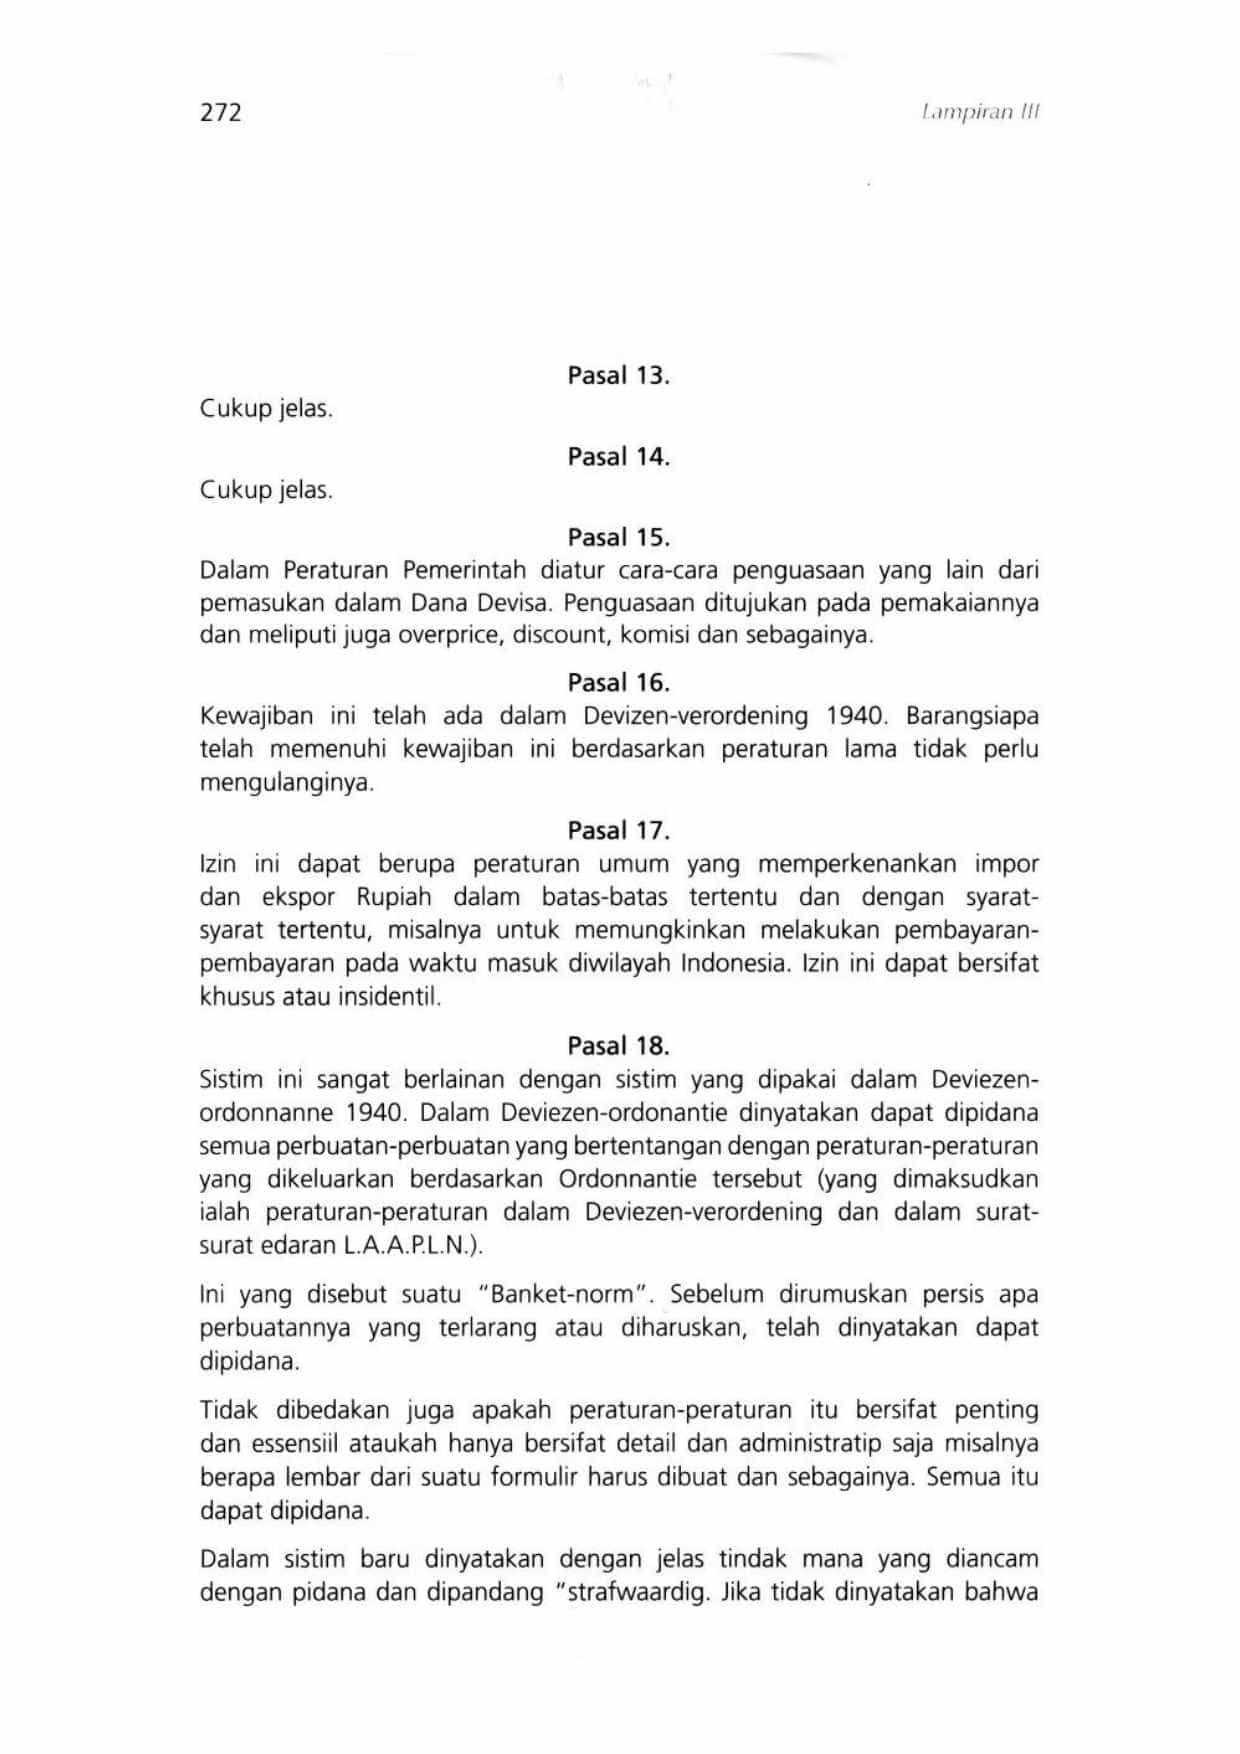 272
Lampiran III
Pasal 13.
Cukup jelas.
Pasal 14.
Cukup jelas.
Pasal 15.
Dalam Peraturan Pemerintah diatur cara-cara penguasaan yang lain dari
pemasukan dalam Dana Devisa. Penguasaan ditujukan pada pemakaiannya
dan meliputi juga overprice, discount, komisi dan sebagainya.
Pasal 16.
Kewajiban ini telah ada dalam Devizen-verordening 1940. Barangsiapa
telah memenuhi kewajiban ini berdasarkan peraturan lama tidak perlu
mengulanginya.
Pasal 17.
Izin ini dapat berupa peraturan umum yang memperkenankan impor
dan ekspor Rupiah dalam batas-batas tertentu dan dengan syarat-
syarat tertentu, misalnya untuk memungkinkan melakukan pembayaran-
pembayaran pada waktu masuk diwilayah Indonesia. Izin ini dapat bersifat
khusus atau insidentil.
Pasal 18.
Sistim ini sangat berlainan dengan sistim yang dipakai dalam Deviezen-
ordonnanne 1940. Dalam Deviezen-ordonantie dinyatakan dapat dipidana
semua perbuatan-perbuatan yang bertentangan dengan peraturan-peraturan
yang dikeluarkan berdasarkan Ordonnantie tersebut (yang dimaksudkan
ialah peraturan-peraturan dalam Deviezen-verordening dan dalam surat-
surat edaran L.A.A.P.L.N.).
Ini yang disebut suatu "Banket-norm". Sebelum dirumuskan persis apa
perbuatannya yang terlarang atau diharuskan, telah dinyatakan dapat
dipidana.
Tidak dibedakan juga apakah peraturan-peraturan itu bersifat penting
dan essensiil ataukah hanya bersifat detail dan administratip saja misalnya
berapa lembar dari suatu formulir harus dibuat dan sebagainya. Semua itu
dapat dipidana.
Dalam sistim baru dinyatakan dengan jelas tindak mana yang diancam
dengan pidana dan dipandang "strafwaardig. Jika tidak dinyatakan bahwa